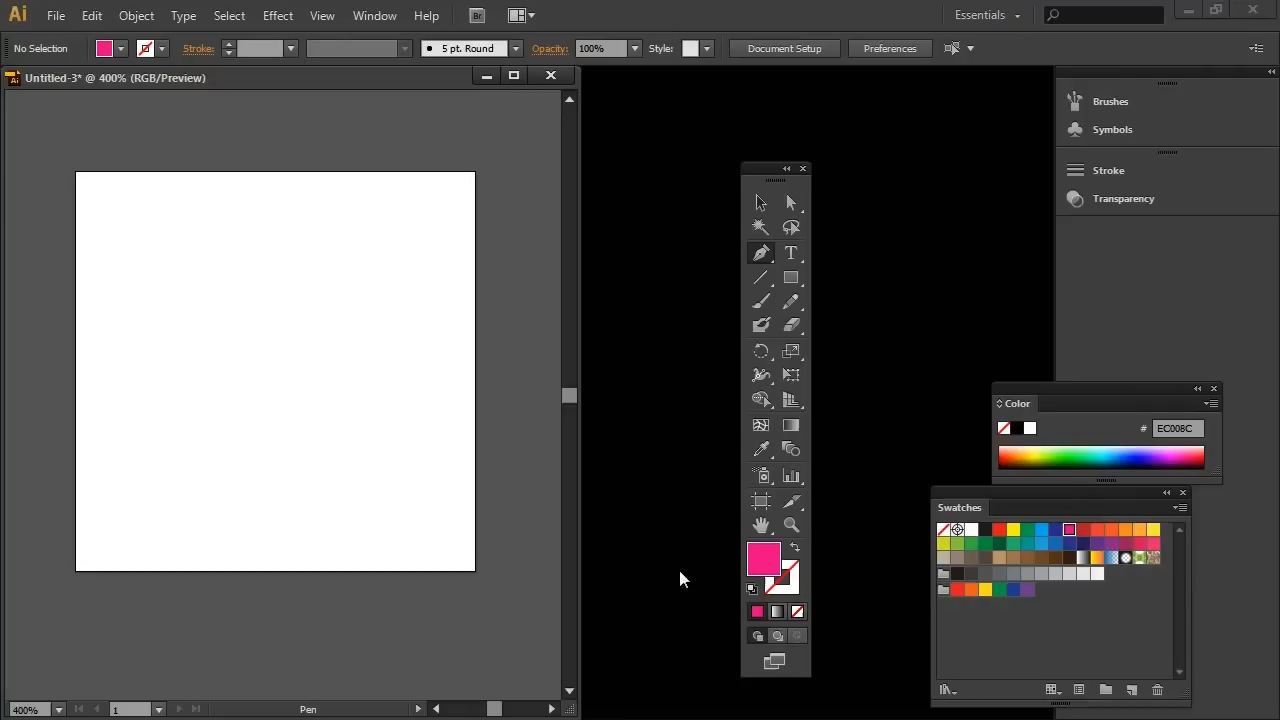 Ai File Edit Object Type Select Effect View Window Help Br Essentials
No Selection Stroke: 5 pt. Round Opacity: 100% Style: Document Setup Preferences
Untitled-3* @ 400% (RGB/Preview)
Brushes
Symbols
Stroke
Transparency
T
Color
# EC008C
Swatches
400% 1 Pen